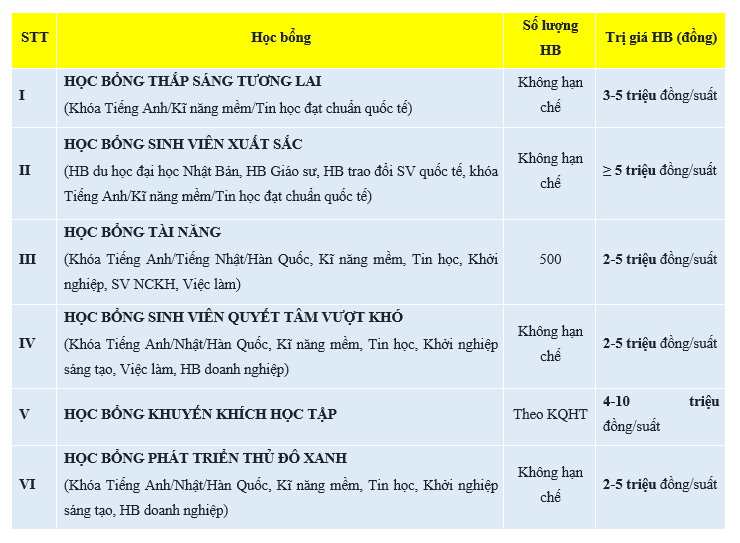 STT
Học bổng
Số lượng
HB
Trị giá HB (đồng)
I
HỌC BỔNG THẮP SÁNG TƯƠNG LAI
(Khóa Tiếng Anh/Kĩ năng mềm/Tin học đạt chuẩn quốc tế)
Không hạn
chế
3-5 triệu đồng/suất
II
HỌC BỔNG SINH VIÊN XUẤT SẮC
(HB du học đại học Nhật Bản, HB Giáo sư, HB trao đổi SV quốc tế, khóa
Tiếng Anh/Kĩ năng mềm/Tin học đạt chuẩn quốc tế)
Không hạn
chế
≥ 5 triệu đồng/suất
III
HỌC BỔNG TÀI NĂNG
(Khóa Tiếng Anh/Tiếng Nhật/Hàn Quốc, Kĩ năng mềm, Tin học, Khởi
nghiệp, SV NCKH, Việc làm)
500
2-5 triệu đồng/suất
IV
HỌC BỔNG SINH VIÊN QUYẾT TÂM VƯỢT KHÓ
(Khóa Tiếng Anh/Nhật/Hàn Quốc, Kĩ năng mềm, Tin học, Khởi nghiệp
sáng tạo, Việc làm, HB doanh nghiệp)
Không hạn
chế
2-5 triệu đồng/suất
V
HỌC BỔNG KHUYẾN KHÍCH HỌC TẬP
Theo KQHT
4-10 triệu
đồng/suất
VI
HỌC BỔNG PHÁT TRIỂN THỦ ĐÔ XANH
(Khóa Tiếng Anh/Nhật/Hàn Quốc, Kĩ năng mềm, Tin học, Khởi nghiệp
sáng tạo, HB doanh nghiệp)
Không hạn
chế
2-5 triệu đồng/suất